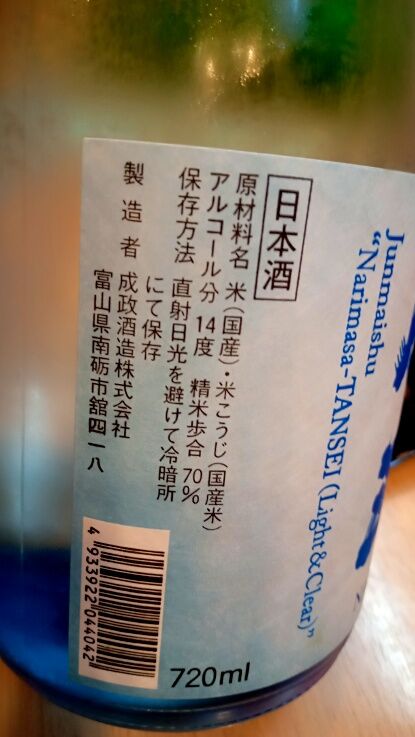 Junmaishu
"Narimasa-TANSEI (Light & Clear)"
日本酒
原材料名 米(国産)・米こうじ(国産米)
アルコール分 14度 精米歩合 70%
保存方法 直射日光を避けて冷暗所
にて保存
製造者 成政酒造株式会社
富山県南砺市舘四一八
4933922044042
720ml